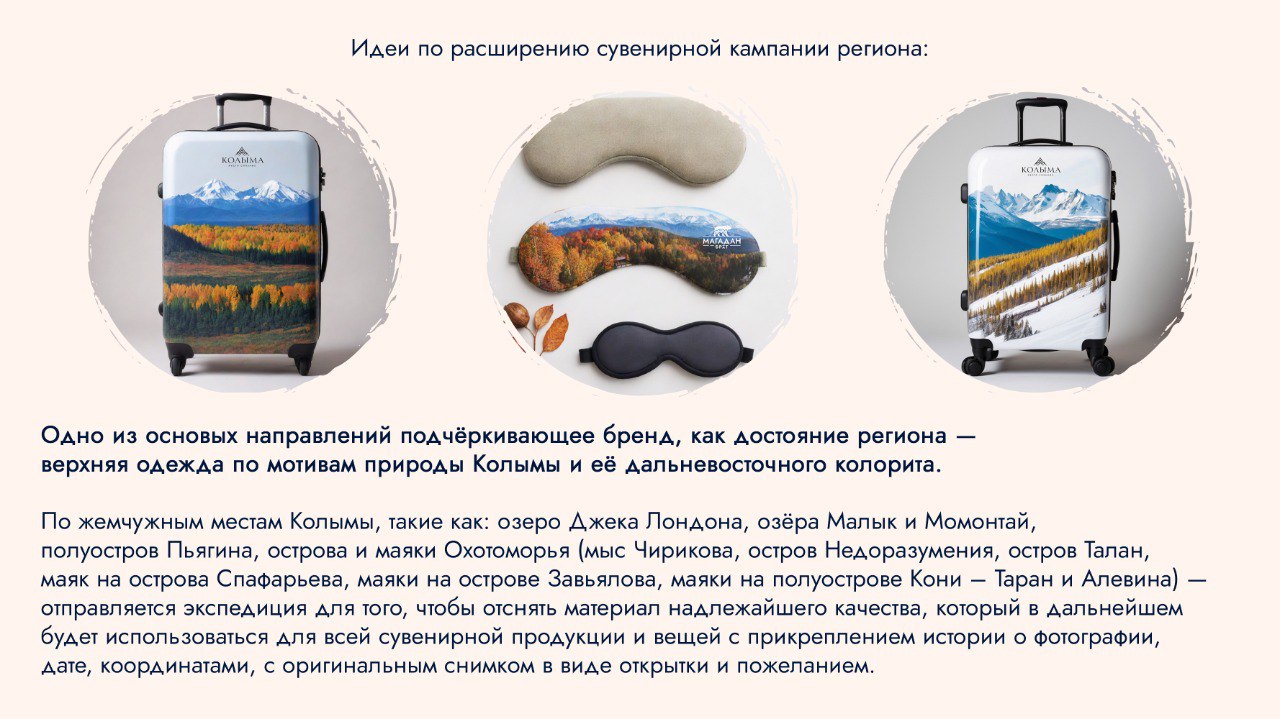 Идеи по расширению сувенирной кампании региона:
КОЛЫМА
МАГАДАН
БРДТ
КОЛЫМА
Одно из основых направлений подчёркивающее бренд, как достояние региона —
верхняя одежда по мотивам природы Колымы и её дальневосточного колорита.
По жемчужным местам Колымы, такие как: озеро Джека Лондона, озёра Малык и Момонтай,
полуостров Пьягина, острова и маяки Охотоморья (мыс Чирикова, остров Недоразумения, остров Талан,
маяк на острова Спафарьева, маяки на острове Завьялова, маяки на полуострове Кони – Таран и Алевина) —
отправляется экспедиция для того, чтобы отснять материал надлежайшего качества, который в дальнейшем
будет использоваться для всей сувенирной продукции и вещей с прикреплением истории о фотографии,
дате, координатами, с оригинальным снимком в виде открытки и пожеланием.